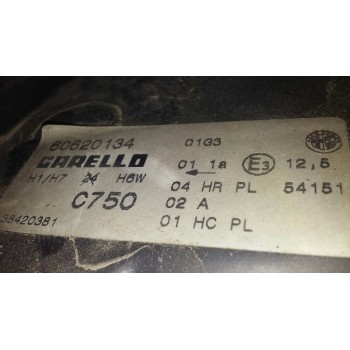 60620134 01G3
CARELLO 01 1a E3 12,5
H1/H7 24 H6W 04 HR PL 54151
C750 02 A
38420381 01 HC PL